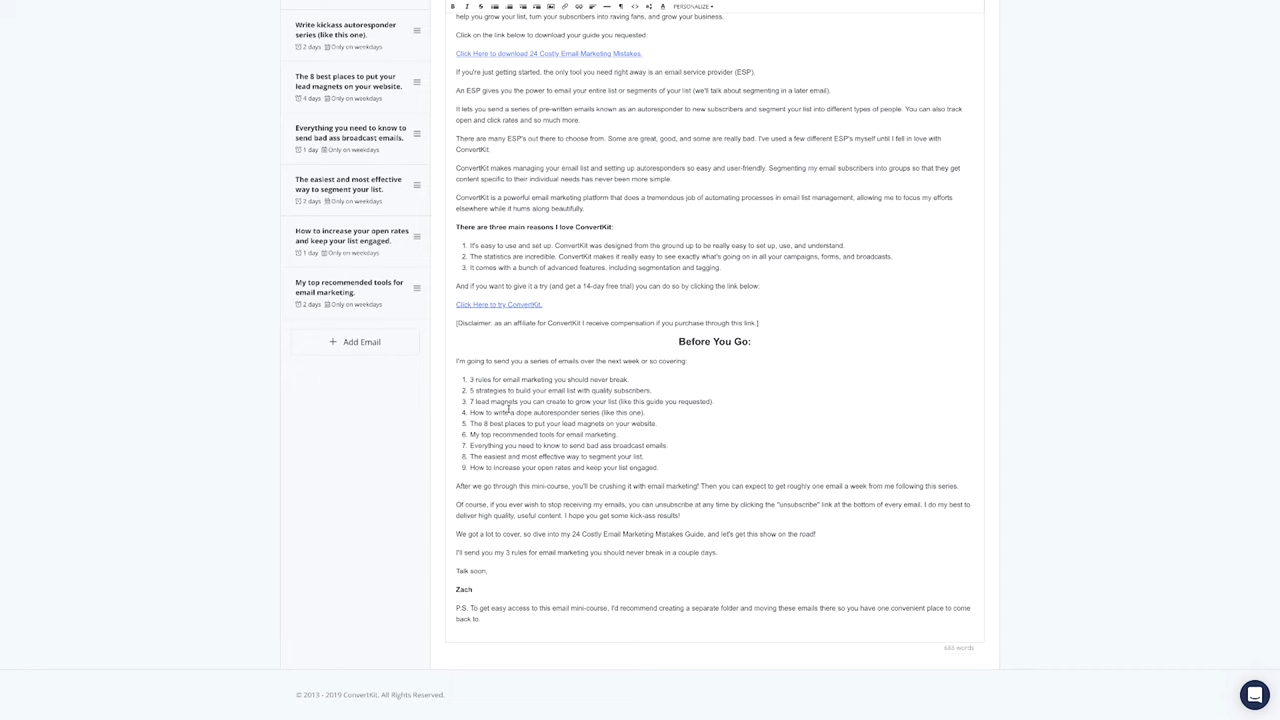 PERSONALIZE
Write kickass autoresponder
series (like this one).
2 days Only on weekdays
The 8 best places to put your
lead magnets on your website.
4 days Only on weekdays
Everything you need to know to
send bad ass broadcast emails.
1 day Only on weekdays
The easiest and most effective
way to segment your list.
2 days Only on weekdays
How to increase your open rates
and keep your list engaged.
1 day Only on weekdays
My top recommended tools for
email marketing.
2 days Only on weekdays
+ Add Email
help you grow your list, turn your subscribers into raving fans, and grow your business.
Click on the link below to download your guide you requested:
Click Here to download 24 Costly Email Marketing Mistakes.
If you're just getting started, the only tool you need right away is an email service provider (ESP).
An ESP gives you the power to email your entire list or segments of your list (we'll talk about segmenting in a later email).
It lets you send a series of pre-written emails known as an autoresponder to new subscribers and segment your list into different types of people. You can also track
open and click rates and so much more.
There are many ESP's out there to choose from. Some are great, good, and some are really bad. I've used a few different ESP's myself until I fell in love with
ConvertKit.
ConvertKit makes managing your email list and setting up autoresponders so easy and user-friendly. Segmenting my email subscribers into groups so that they get
content specific to their individual needs has never been more simple.
ConvertKit is a powerful email marketing platform that does a tremendous job of automating processes in email list management, allowing me to focus my efforts
elsewhere while it hums along beautifully.
There are three main reasons I love ConvertKit:
1. It's easy to use and set up. ConvertKit was designed from the ground up to be really easy to set up, use, and understand.
2. The statistics are incredible. ConvertKit makes it really easy to see exactly what's going on in all your campaigns, forms, and broadcasts.
3. It comes with a bunch of advanced features, including segmentation and tagging.
And if you want to give it a try (and get a 14-day free trial) you can do so by clicking the link below:
Click Here to try ConvertKit.
[Disclaimer: as an affiliate for ConvertKit I receive compensation if you purchase through this link.]
Before You Go:
I'm going to send you a series of emails over the next week or so covering:
1. 3 rules for email marketing you should never break.
2. 5 strategies to build your email list with quality subscribers.
3. 7 lead magnets you can create to grow your list (like this guide you requested).
4. How to write a dope autoresponder series (like this one).
5. The 8 best places to put your lead magnets on your website.
6. My top recommended tools for email marketing.
7. Everything you need to know to send bad ass broadcast emails.
8. The easiest and most effective way to segment your list.
9. How to increase your open rates and keep your list engaged.
After we go through this mini-course, you'll be crushing it with email marketing! Then you can expect to get roughly one email a week from me following this series.
Of course, if you ever wish to stop receiving my emails, you can unsubscribe at any time by clicking the "unsubscribe" link at the bottom of every email. I do my best to
deliver high quality, useful content. I hope you get some kick-ass results!
We got a lot to cover, so dive into my 24 Costly Email Marketing Mistakes Guide, and let's get this show on the road!
I'll send you my 3 rules for email marketing you should never break in a couple days.
Talk soon,
Zach
P.S. To get easy access to this email mini-course, I'd recommend creating a separate folder and moving these emails there so you have one convenient place to come
back to.
words
© 2013 - 2019 ConvertKit. All Rights Reserved.